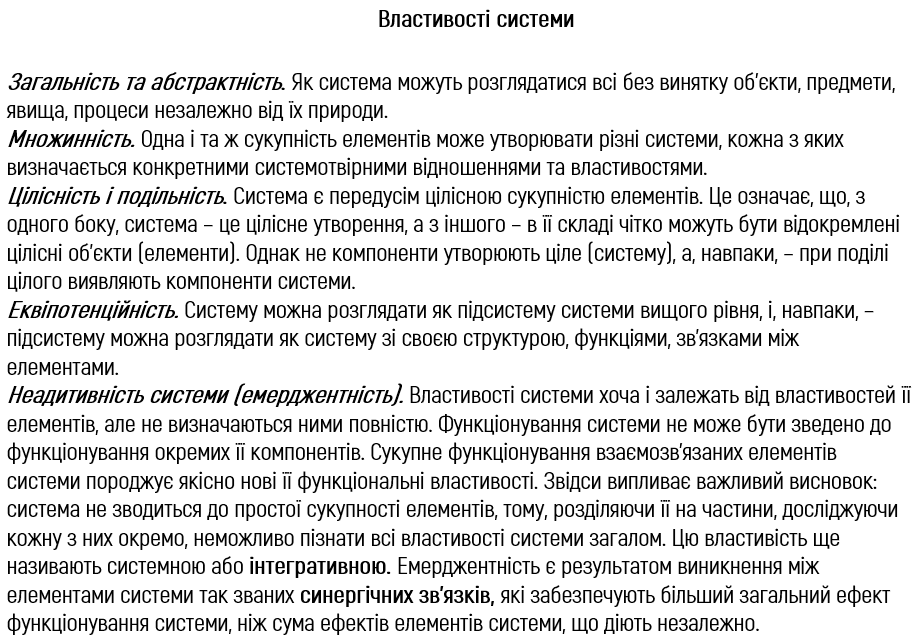 Властивості системи
Загальність та абстрактність. Як система можуть розглядатися всі без винятку об’єкти, предмети,
явища, процеси незалежно від їх природи.
Множинність. Одна і та ж сукупність елементів може утворювати різні системи, кожна з яких
визначається конкретними системотвірними відношеннями та властивостями.
Цілісність і подільність. Система є передусім цілісною сукупністю елементів. Це означає, що, з
одного боку, система – це цілісне утворення, а з іншого – в її складі чітко можуть бути відокремлені
цілісні об’єкти (елементи). Однак не компоненти утворюють ціле (систему), а, навпаки, – при поділі
цілого виявляють компоненти системи.
Еквіпотенційність. Систему можна розглядати як підсистему системи вищого рівня, і, навпаки, –
підсистему можна розглядати як систему зі своєю структурою, функціями, зв’язками між
елементами.
Неадитивність системи (емерджентність). Властивості системи хоча і залежать від властивостей її
елементів, але не визначаються ними повністю. Функціонування системи не може бути зведено до
функціонування окремих її компонентів. Сукупне функціонування взаємозв’язаних елементів
системи породжує якісно нові її функціональні властивості. Звідси випливає важливий висновок:
система не зводиться до простої сукупності елементів, тому, розділяючи її на частини, досліджуючи
кожну з них окремо, неможливо пізнати всі властивості системи загалом. Цю властивість ще
називають системною або інтегративною. Емерджентність є результатом виникнення між
елементами системи так званих синергічних зв’язків, які забезпечують більший загальний ефект
функціонування системи, ніж сума ефектів елементів системи, що діють незалежно.